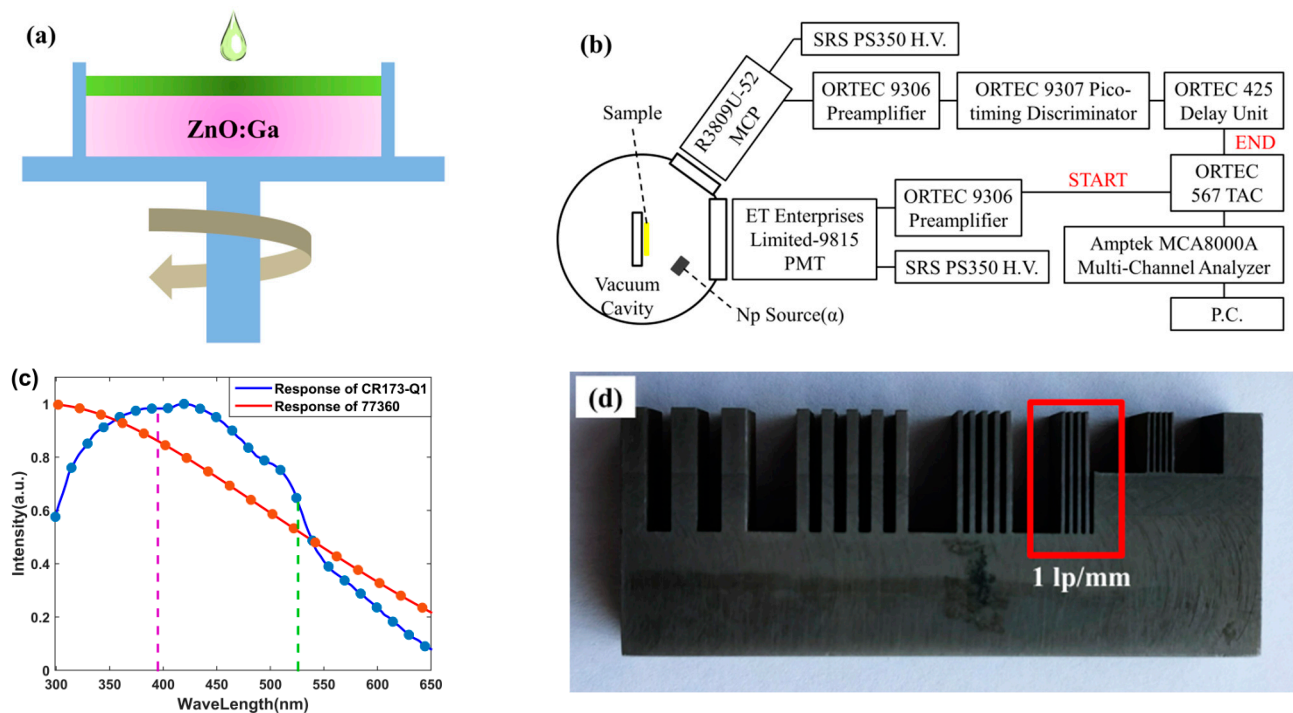 (a)
ZnO:Ga
(b)
SRS PS350 H.V.
R3809U-52
MCP
ORTEC 9306
Preamplifier
ORTEC 9307 Pico-
timing Discriminator
ORTEC 425
Delay Unit
END
Sample
START
ORTEC
567 TAC
ORTEC 9306
Preamplifier
ET Enterprises
Limited-9815
PMT
SRS PS350 H.V.
Amptek MCA8000A
Multi-Channel Analyzer
P.C.
Vacuum
Cavity
Np Source(α)
(c)
Response of CR173-Q1
Response of 77360
Intensity(a.u.)
1
0.8
0.6
0.4
0.2
0
300
350
400
450
500
550
600
650
WaveLength(nm)
(d)
1 lp/mm